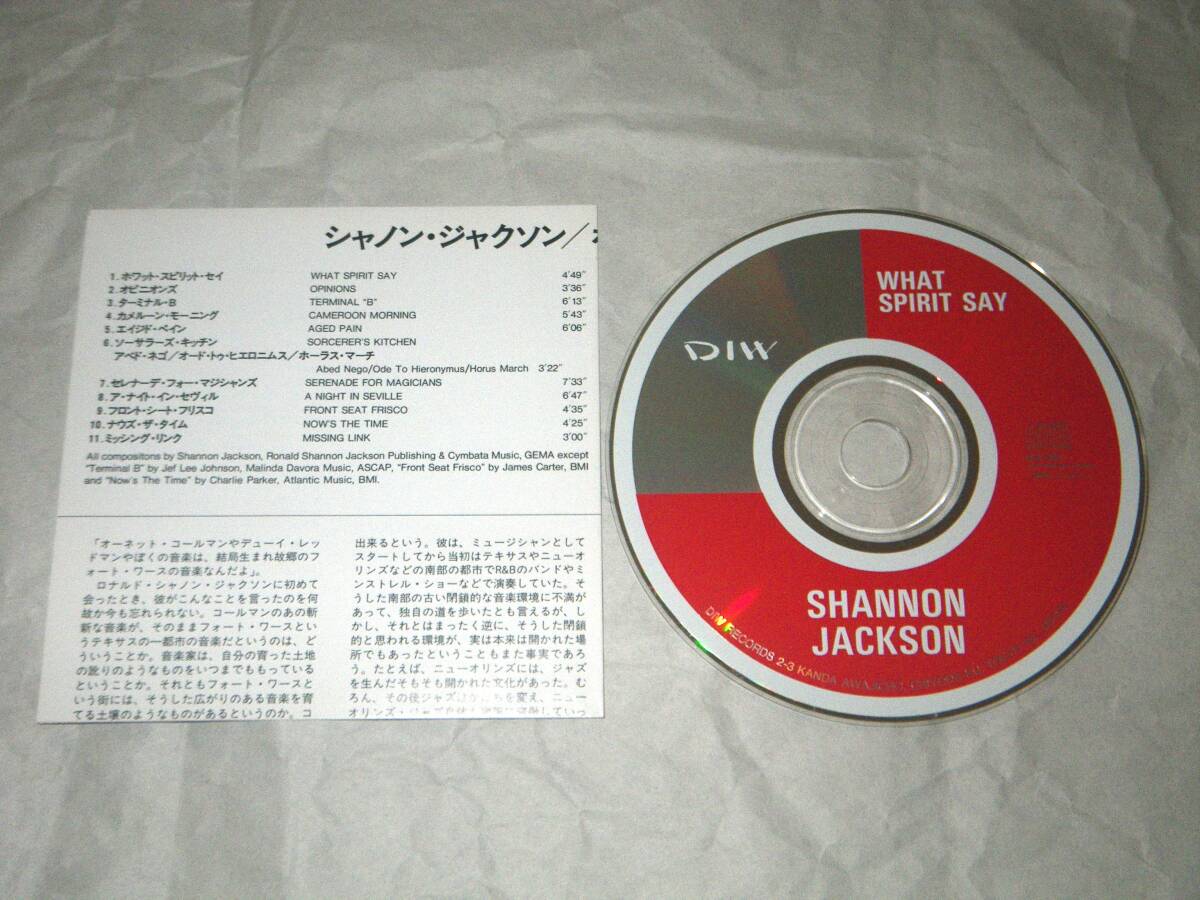 シャノン・ジャクソン／
1. ホワット・スピリット・セイ WHAT SPIRIT SAY 4'49"
2. オピニオンズ OPINIONS 3'36"
3. ターミナル・B TERMINAL "B" 6'13"
4. カメルーン・モーニング CAMEROON MORNING 5'43"
5. エイジド・ペイン AGED PAIN 6'06"
6. ソーサラーズ・キッチン SORCERER'S KITCHEN
アベド・ネゴ／オード・トゥ・ヒエロニムス／ホーラス・マーチ
Abed Nego/Ode To Hieronymus/Horus March 3'22"
7. セレナーデ・フォー・マジシャンズ SERENADE FOR MAGICIANS 7'33"
8. ア・ナイト・イン・セヴィル A NIGHT IN SEVILLE 6'47"
9. フロント・シート・フリスコ FRONT SEAT FRISCO 4'35"
10. ナウズ・ザ・タイム NOW'S THE TIME 4'25"
11. ミッシング・リンク MISSING LINK 3'00"
All compositons by Shannon Jackson, Ronald Shannon Jackson Publishing & Cymbata Music, GEMA except
"Terminal B" by Jef Lee Johnson, Malinda Davora Music, ASCAP, "Front Seat Frisco" by James Carter, BMI
and "Now's The Time" by Charlie Parker, Atlantic Music, BMI.
「オーネット・コールマンやデューイ・レッ
ドマンやぼくの音楽は、結局生まれ故郷のフ
ォート・ワースの音楽なんだよ」。
ロナルド・シャノン・ジャクソンに初めて
会ったとき、彼がこんなことを言ったのを何
故か今も忘れられない。コールマンのあの斬
新な音楽が、そのままフォート・ワースとい
うテキサスの一都市の音楽だというのは、ど
ういうことか。音楽家は、自分の育った土地
の訛りのようなものをいつまでももっている
ということか。それともフォート・ワースと
いう街には、そうした広がりのある音楽を育
てる土壌のようなものがあるというのか。コ
出来るという。彼は、ミュージシャンとして
スタートしてから当初はテキサスやニューオ
リンズなどの南部の都市でR&Bのバンドやミ
ンストレル・ショーなどで演奏していた。そ
うした南部の古い閉鎖的な音楽環境に不満が
あって、独自の道を歩いたとも言えるが、し
かし、それとはまったく逆に、そうした閉鎖
的と思われる環境が、実は本来は開かれた場
所でもあったということもまた事実であろ
う。たとえば、ニューオリンズには、ジャズ
を生んだそもそも開かれた文化があった。む
ろん、その後ジャズはかたちを変え、ニュー
オリンズ・ジャズ
していっ
WHAT
SPIRIT SAY
DIW
SHANNON
JACKSON
DIW RECORDS 2-3 KANDA AWAJICHO